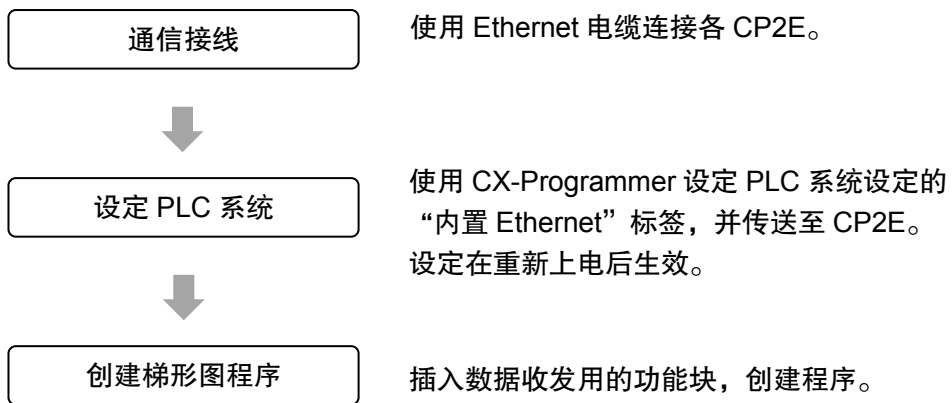 通信接线
使用 Ethernet 电缆连接各 CP2E。
设定 PLC 系统
使用 CX-Programmer 设定 PLC 系统设定的
“内置 Ethernet”标签，并传送至 CP2E。
设定在重新上电后生效。
创建梯形图程序
插入数据收发用的功能块，创建程序。